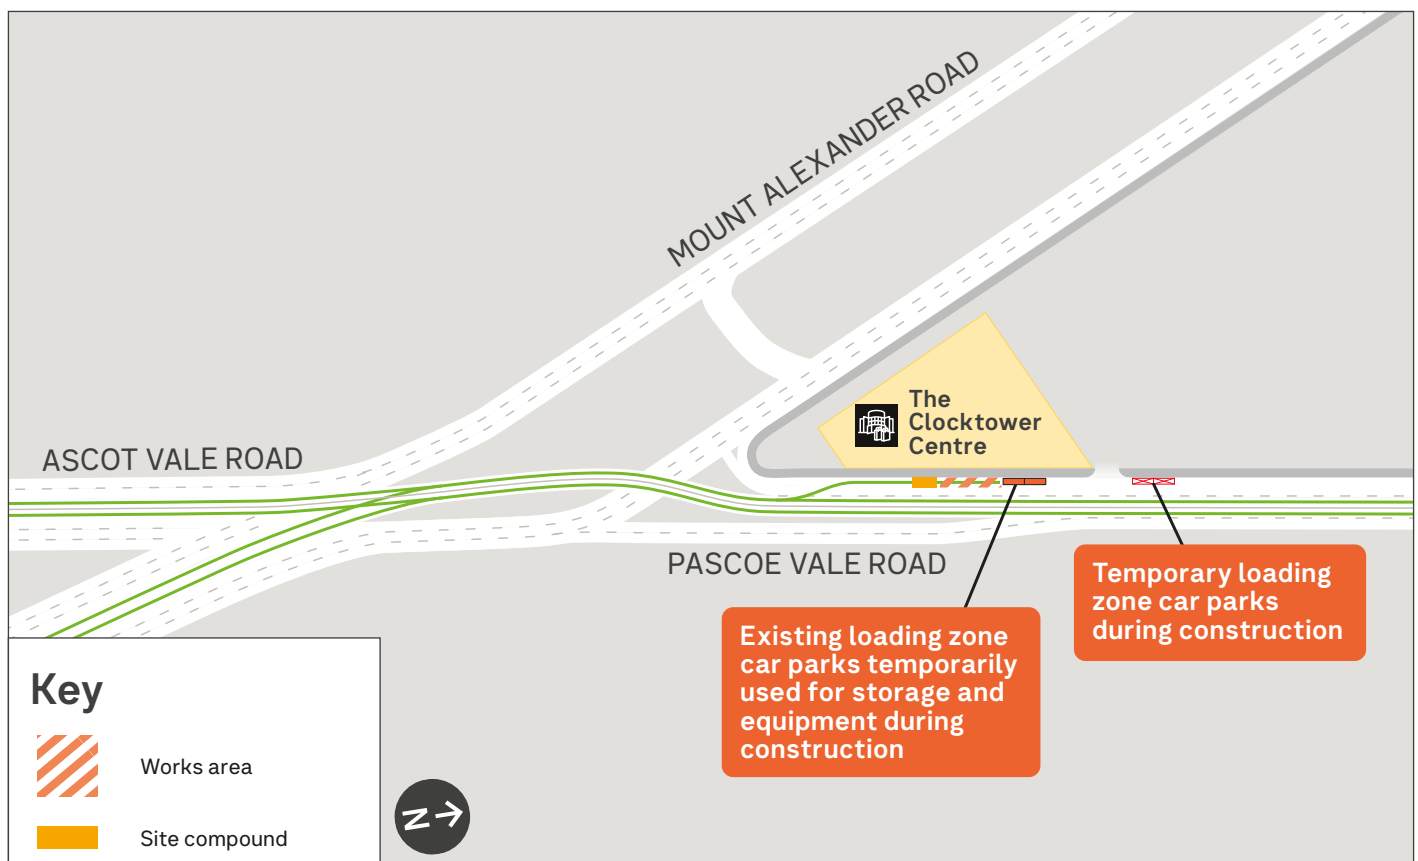 MOUNT ALEXANDER ROAD
The
Clocktower
Centre
ASCOT VALE ROAD
PASCOE VALE ROAD
Temporary loading
zone car parks
during construction
Existing loading zone
car parks temporarily
used for storage and
equipment during
construction
Key
Works area
Site compound
N